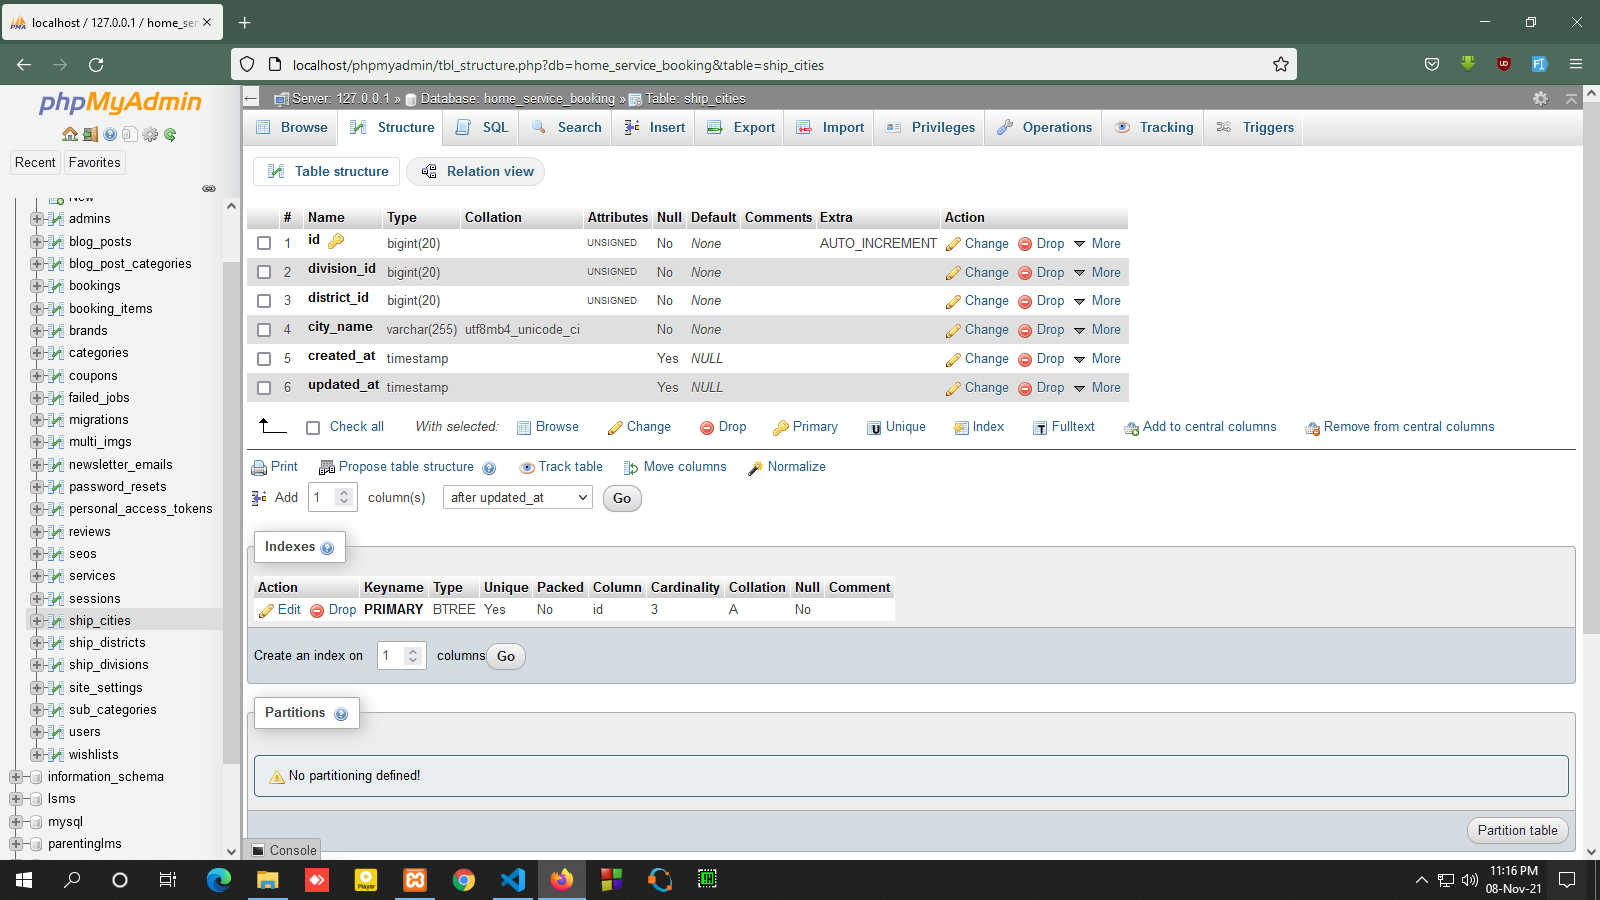 localhost / 127.0.0.1 / home_ser
localhost/phpmyadmin/tbl_structure.php?db=home_service_booking&table=ship_cities
phpMyAdmin
Recent Favorites
New
admins
blog_posts
blog_post_categories
bookings
booking_items
brands
categories
coupons
failed_jobs
migrations
multi_imgs
newsletter_emails
password_resets
personal_access_tokens
reviews
seos
services
sessions
ship_cities
ship_districts
ship_divisions
site_settings
sub_categories
users
wishlists
information_schema
lsms
mysql
parentinglms
Server: 127.0.0.1 » Database: home_service_booking » Table: ship_cities
Browse Structure SQL Search Insert Export Import Privileges Operations Tracking Triggers
Table structure Relation view
# Name Type Collation Attributes Null Default Comments Extra Action
1 id bigint(20) UNSIGNED No None AUTO_INCREMENT Change Drop More
2 division_id bigint(20) UNSIGNED No None Change Drop More
3 district_id bigint(20) UNSIGNED No None Change Drop More
4 city_name varchar(255) utf8mb4_unicode_ci No None Change Drop More
5 created_at timestamp Yes NULL Change Drop More
6 updated_at timestamp Yes NULL Change Drop More
Check all With selected: Browse Change Drop Primary Unique Index Fulltext Add to central columns Remove from central columns
Print Propose table structure Track table Move columns Normalize
Add 1 column(s) after updated_at Go
Indexes
Action Keyname Type Unique Packed Column Cardinality Collation Null Comment
Edit Drop PRIMARY BTREE Yes No id 3 A No
Create an index on 1 columns Go
Partitions
No partitioning defined!
Partition table
Console
11:16 PM
08-Nov-21